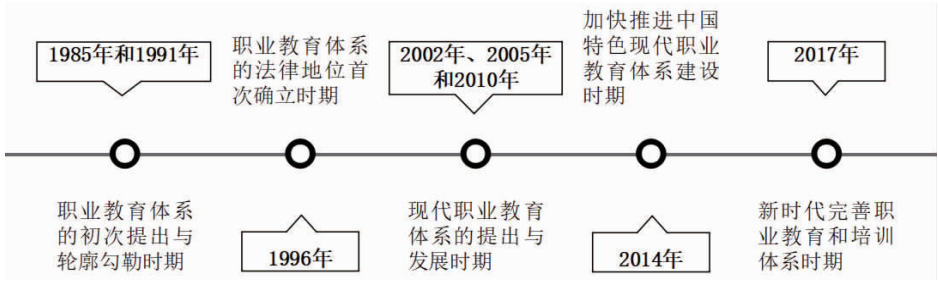 1985年和1991年
职业教育体系
的初次提出与
轮廓勾勒时期
职业教育体系
的法律地位首
次确立时期
1996年
2002年、2005年
和2010年
现代职业教育
体系的提出与
发展时期
加快推进中国
特色现代职业
教育体系建设
时期
2014年
2017年
新时代完善职
业教育和培训
体系时期